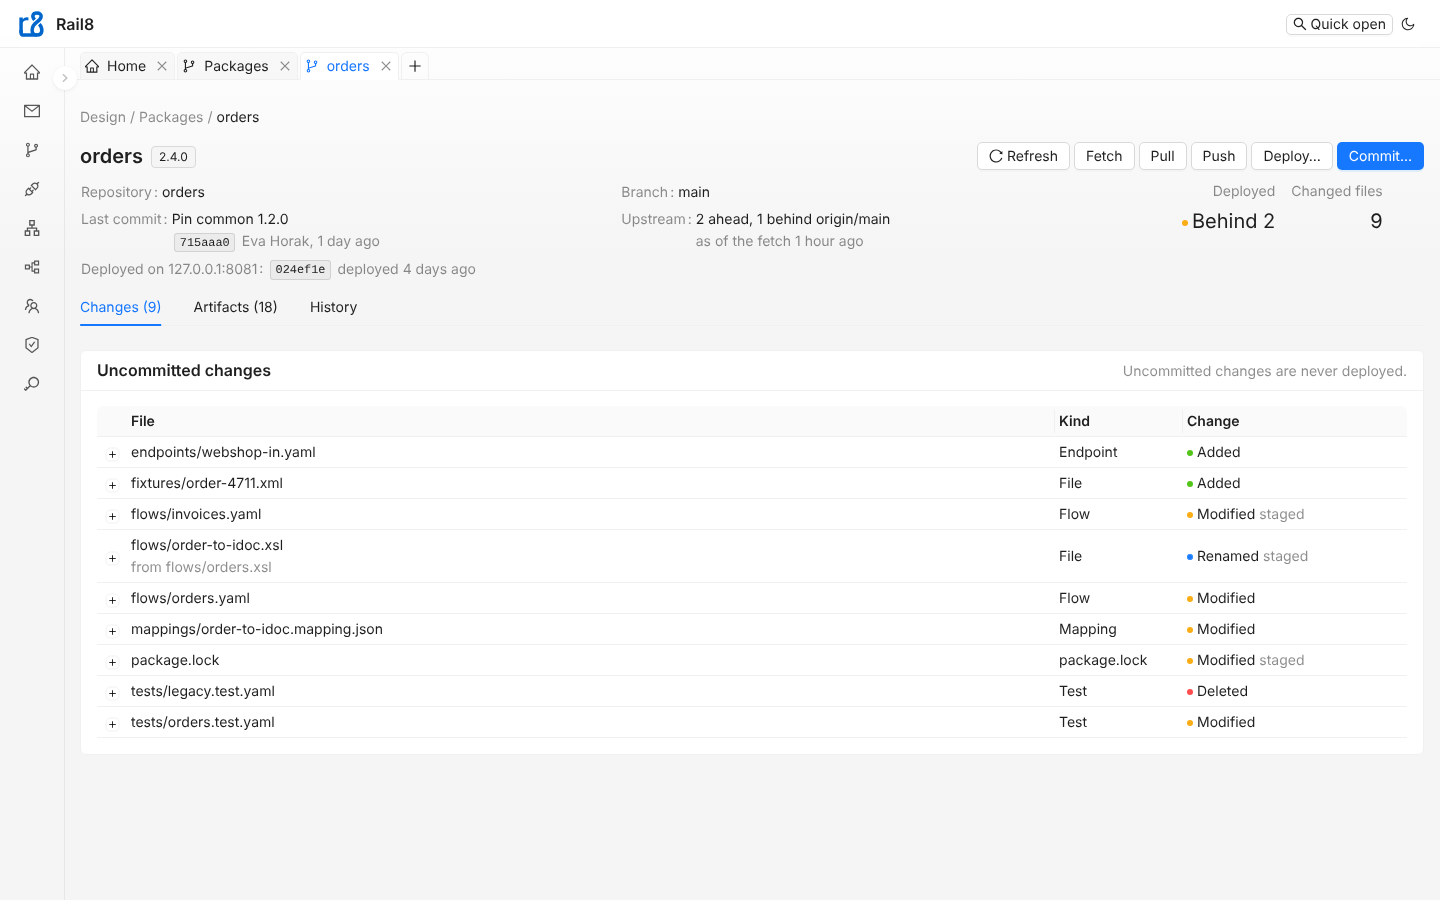 r8 Rail8
Quick open
Home
Packages
orders
Design / Packages / orders
orders 2.4.0
Refresh
Fetch
Pull
Push
Deploy...
Commit...
Repository: orders
Branch: main
Deployed
Changed files
Last commit: Pin common 1.2.0
Upstream: 2 ahead, 1 behind origin/main
Behind 2
9
715aaa0 Eva Horak, 1 day ago
as of the fetch 1 hour ago
Deployed on 127.0.0.1:8081: 024ef1e deployed 4 days ago
Changes (9)
Artifacts (18)
History
Uncommitted changes
Uncommitted changes are never deployed.
File Kind Change
endpoints/webshop-in.yaml Endpoint Added
fixtures/order-4711.xml File Added
flows/invoices.yaml Flow Modified staged
flows/order-to-idoc.xsl File Renamed staged
from flows/orders.xsl
flows/orders.yaml Flow Modified
mappings/order-to-idoc.mapping.json Mapping Modified
package.lock package.lock Modified staged
tests/legacy.test.yaml Test Deleted
tests/orders.test.yaml Test Modified